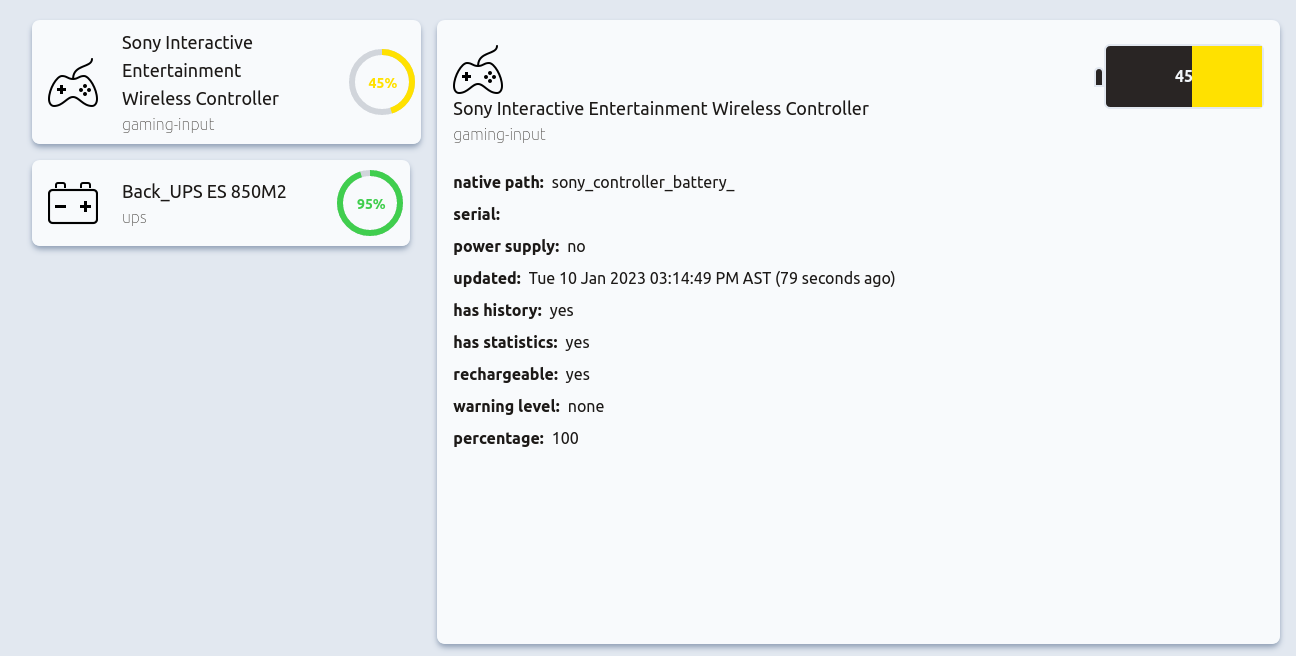 Sony Interactive
Entertainment
Wireless Controller
gaming-input
45%
Back_UPS ES 850M2
ups
95%
45
Sony Interactive Entertainment Wireless Controller
gaming-input
native path: sony_controller_battery_
serial:
power supply: no
updated: Tue 10 Jan 2023 03:14:49 PM AST (79 seconds ago)
has history: yes
has statistics: yes
rechargeable: yes
warning level: none
percentage: 100